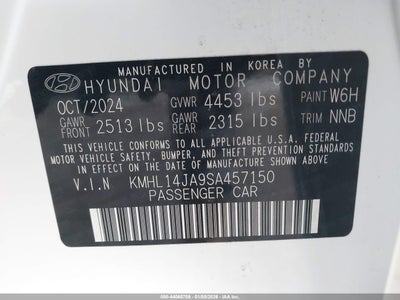 MANUFACTURED IN KOREA BY
HYUNDAI MOTOR COMPANY
OCT/2024 GVWR 4453 lbs PAINT W6H
GAWR FRONT 2513 lbs GAWR REAR 2315 lbs TRIM NNB
THIS VEHICLE CONFORMS TO ALL APPLICABLE U.S.A. FEDERAL
MOTOR VEHICLE SAFETY, BUMPER, AND THEFT PREVENTION
STANDARDS IN EFFECT ON THE DATE OF MANUFACTURE SHOWN ABOVE.
V.I.N KMHL14JA9SA457150
PASSENGER CAR